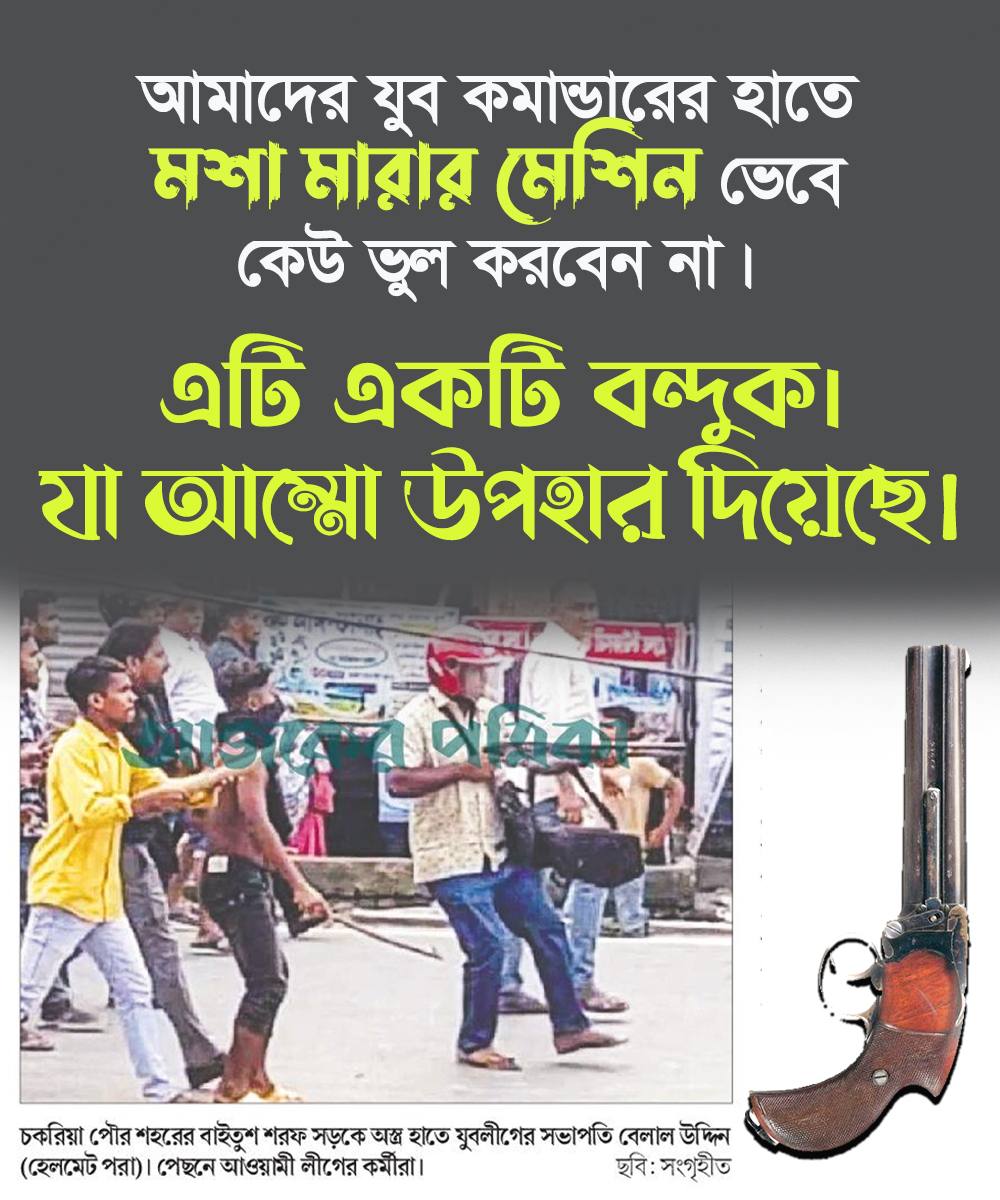 আমাদের যুব কমান্ডারের হাতে
মশা মারার মেশিন ভেবে
কেউ ভুল করবেন না।
এটি একটি বন্দুক।
যা আম্মো উপহার দিয়েছে।
আজকের পত্রিকা
চকরিয়া পৌর শহরের বাইতুশ শরফ সড়কে অস্ত্র হাতে যুবলীগের সভাপতি বেলাল উদ্দিন
(হেলমেট পরা)। পেছনে আওয়ামী লীগের কর্মীরা।
ছবি: সংগৃহীত